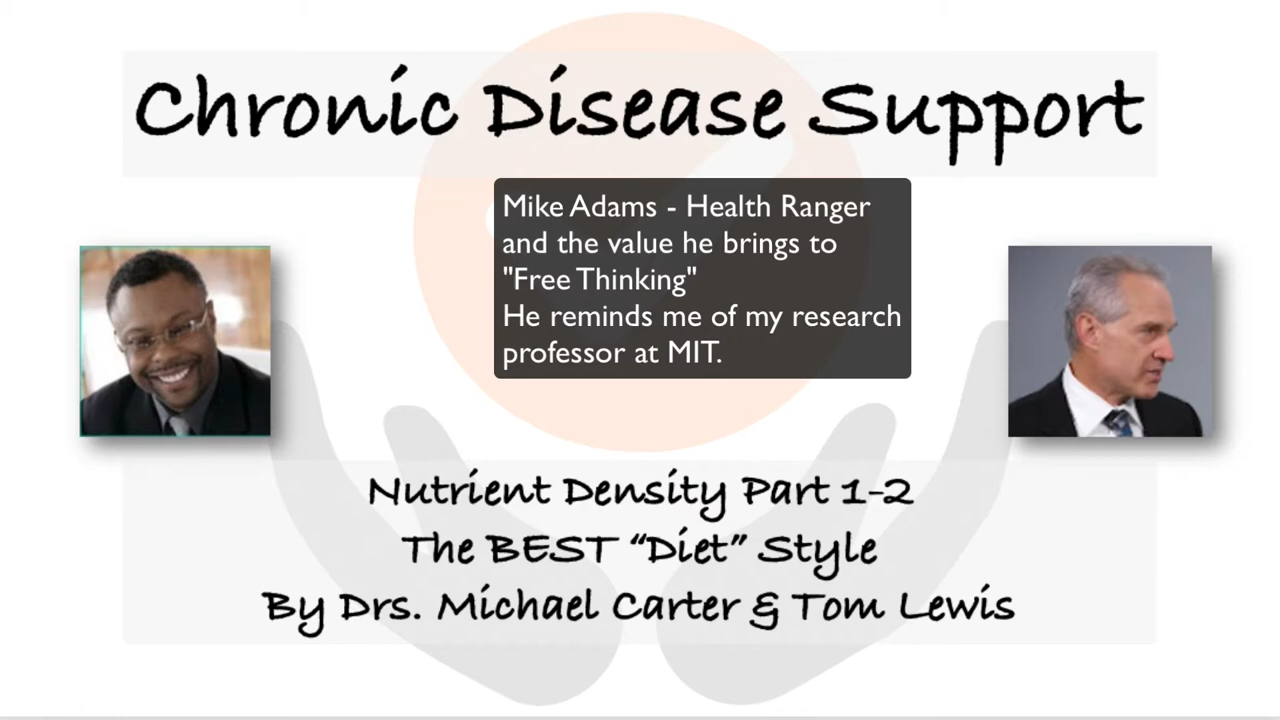 Chronic Disease Support
Mike Adams - Health Ranger
and the value he brings to
"Free Thinking"
He reminds me of my research
professor at MIT.
Nutrient Density Part 1-2
The BEST “Diet” Style
By Drs. Michael Carter & Tom Lewis